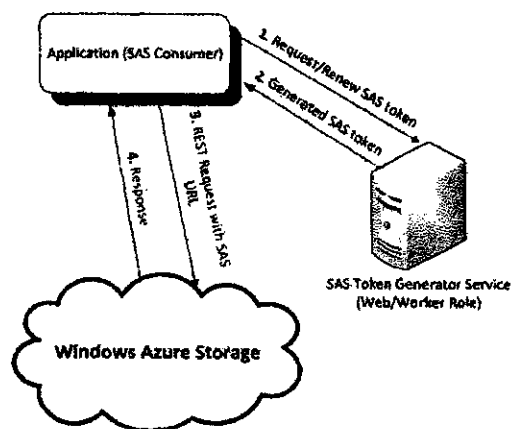 Application (SAS Consumer)
1. Request/Renew SAS token
2. Generated SAS token
3. REST Request with SAS
URL
4. Response
SAS Token Generator Service
(Web/Worker Role)
Windows Azure Storage